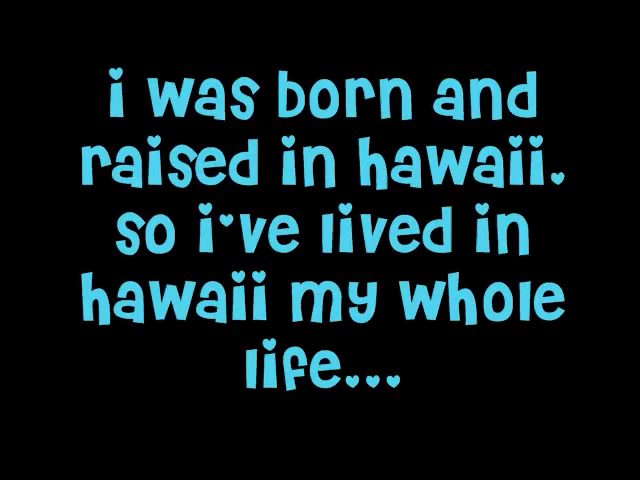 i was born and
raised in hawaii.
so i've lived in
hawaii my whole
life...